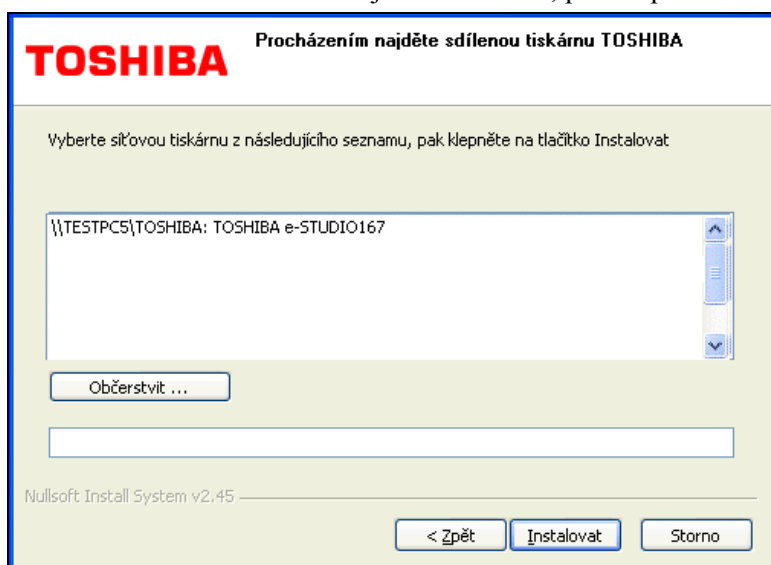 TOSHIBA
Procházením najděte sdílenou tiskárnu TOSHIBA
Vyberte síťovou tiskárnu z následujícího seznamu, pak klepněte na tlačítko Instalovat
\\TESTPC5\TOSHIBA: TOSHIBA e-STUDIO167
Občerstvit ...
Nullsoft Install System v2.45
< Zpět
Instalovat
Storno